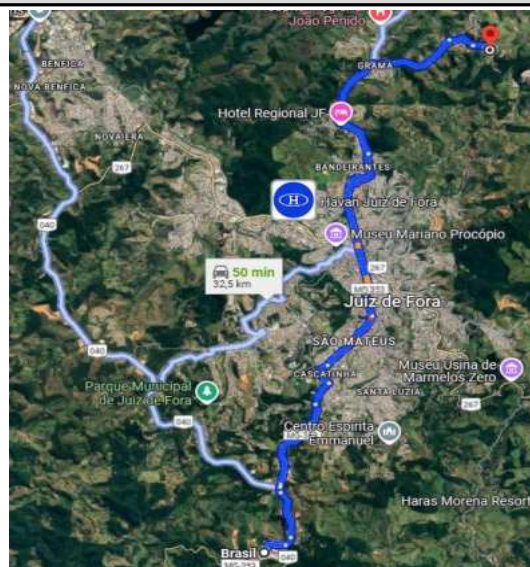 João Penido
BENFICA
GRAMA
NOVA BENFICA
Hotel Regional JF
NOVA ERA
267
BANDEIRANTES
H
Havan Juiz de Fora
040
Museu Mariano Procópio
50 min
32,5 km
267
MG-353
Juiz de Fora
SÃO MATEUS
040
CASCATINHA
Museu Usina de
Marmelos Zero
Parque Municipal
de Juiz de Fora
SANTA LUZIA
267
040
Centro Espírita
Emmanuel
Haras Morena Resort
Brasil
040
MG-353